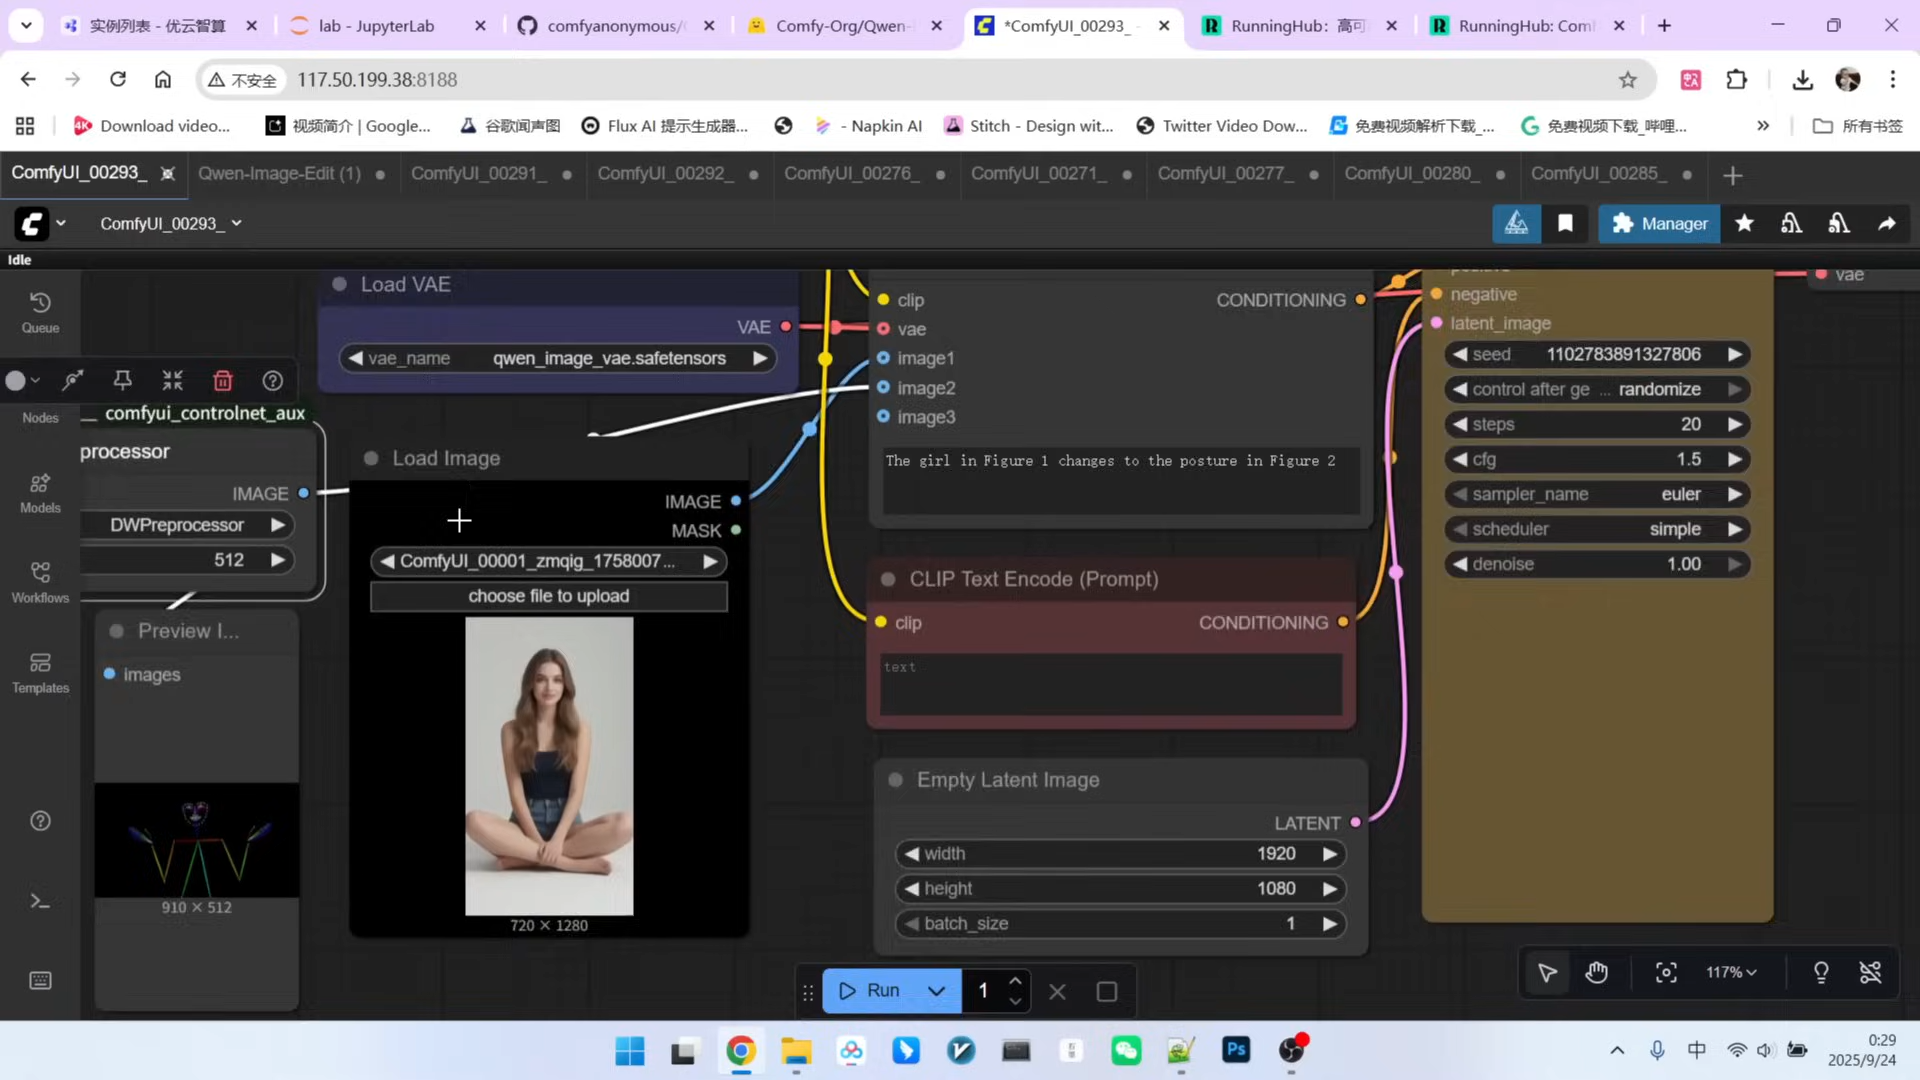 实例列表 - 优云智算
lab - JupyterLab
comfyanonymous/
Comfy-Org/Qwen-
*ComfyUI_00293_
RunningHub: 高可
RunningHub: Com
不安全
117.50.199.38:8188
Download video...
视频简介 | Google...
谷歌闻声图
Flux AI 提示生成器...
- Napkin AI
Stitch - Design wit...
Twitter Video Dow...
免费视频解析下载_...
免费视频下载_哔哩...
所有书签
ComfyUI_00293_
Qwen-Image-Edit (1)
ComfyUI_00291_
ComfyUI_00292_
ComfyUI_00276_
ComfyUI_00271_
ComfyUI_00277_
ComfyUI_00280_
ComfyUI_00285_
ComfyUI_00293_
Manager
Idle
Queue
Nodes
Models
Workflows
Templates
comfyui_controlnet_aux
processor
IMAGE
DWPreprocessor
512
Preview I...
images
910 × 512
Load VAE
VAE
vae_name
qwen_image_vae.safetensors
Load Image
IMAGE
MASK
ComfyUI_00001_zmqig_1758007...
choose file to upload
720 × 1280
clip
CONDITIONING
vae
image1
image2
image3
The girl in Figure 1 changes to the posture in Figure 2
CLIP Text Encode (Prompt)
clip
CONDITIONING
text
Empty Latent Image
LATENT
width 1920
height 1080
batch_size 1
positive
negative
latent_image
seed 1102783891327806
control after ge ... randomize
steps 20
cfg 1.5
sampler_name euler
scheduler simple
denoise 1.00
vae
Run
1
117%
Ps
中
0:29
2025/9/24